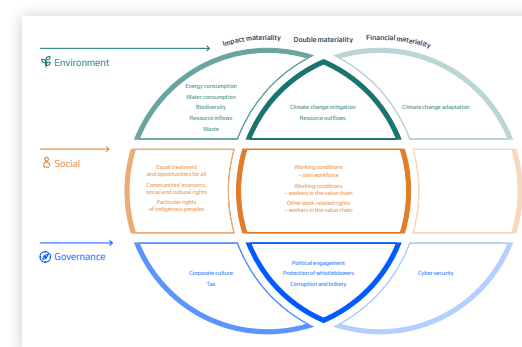 Impact materiality
Double materiality
Financial materiality
Environment
Energy consumption
Water consumption
Biodiversity
Resource inflows
Waste
Climate change mitigation
Resource outflows
Climate change adaptation
Social
Equal treatment
and opportunities for all
Communities' economic,
social and cultural rights
Particular rights
of indigenous peoples
Working conditions
– own workforce
Working conditions
– workers in the value chain
Other work-related rights
– workers in the value chain
Governance
Corporate culture
Tax
Political engagement
Protection of whistleblowers
Corruption and bribery
Cyber security